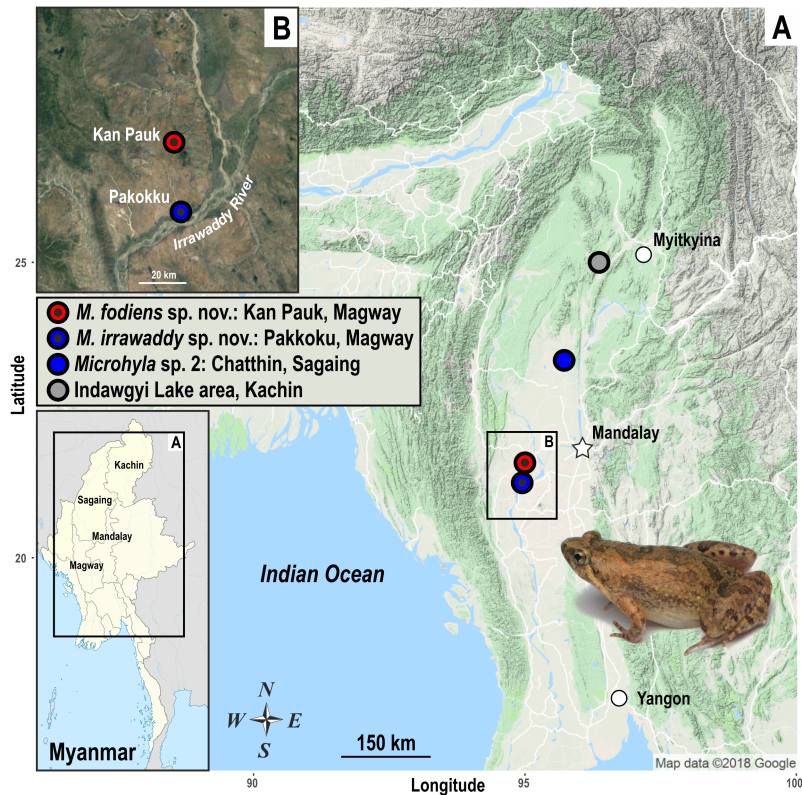 B
A
Kan Pauk
Pakokku
Irrawaddy River
20 km
Myitkyina
25
M. fodiens sp. nov.: Kan Pauk, Magway
M. irrawaddy sp. nov.: Pakkoku, Magway
Microhyla sp. 2: Chatthin, Sagaing
Indawgyi Lake area, Kachin
Latitude
A
Kachin
Sagaing
Mandalay
Magway
Myanmar
B
Mandalay
20
Indian Ocean
N
W E
S
150 km
Yangon
Map data ©2018 Google
90
Longitude
95
100